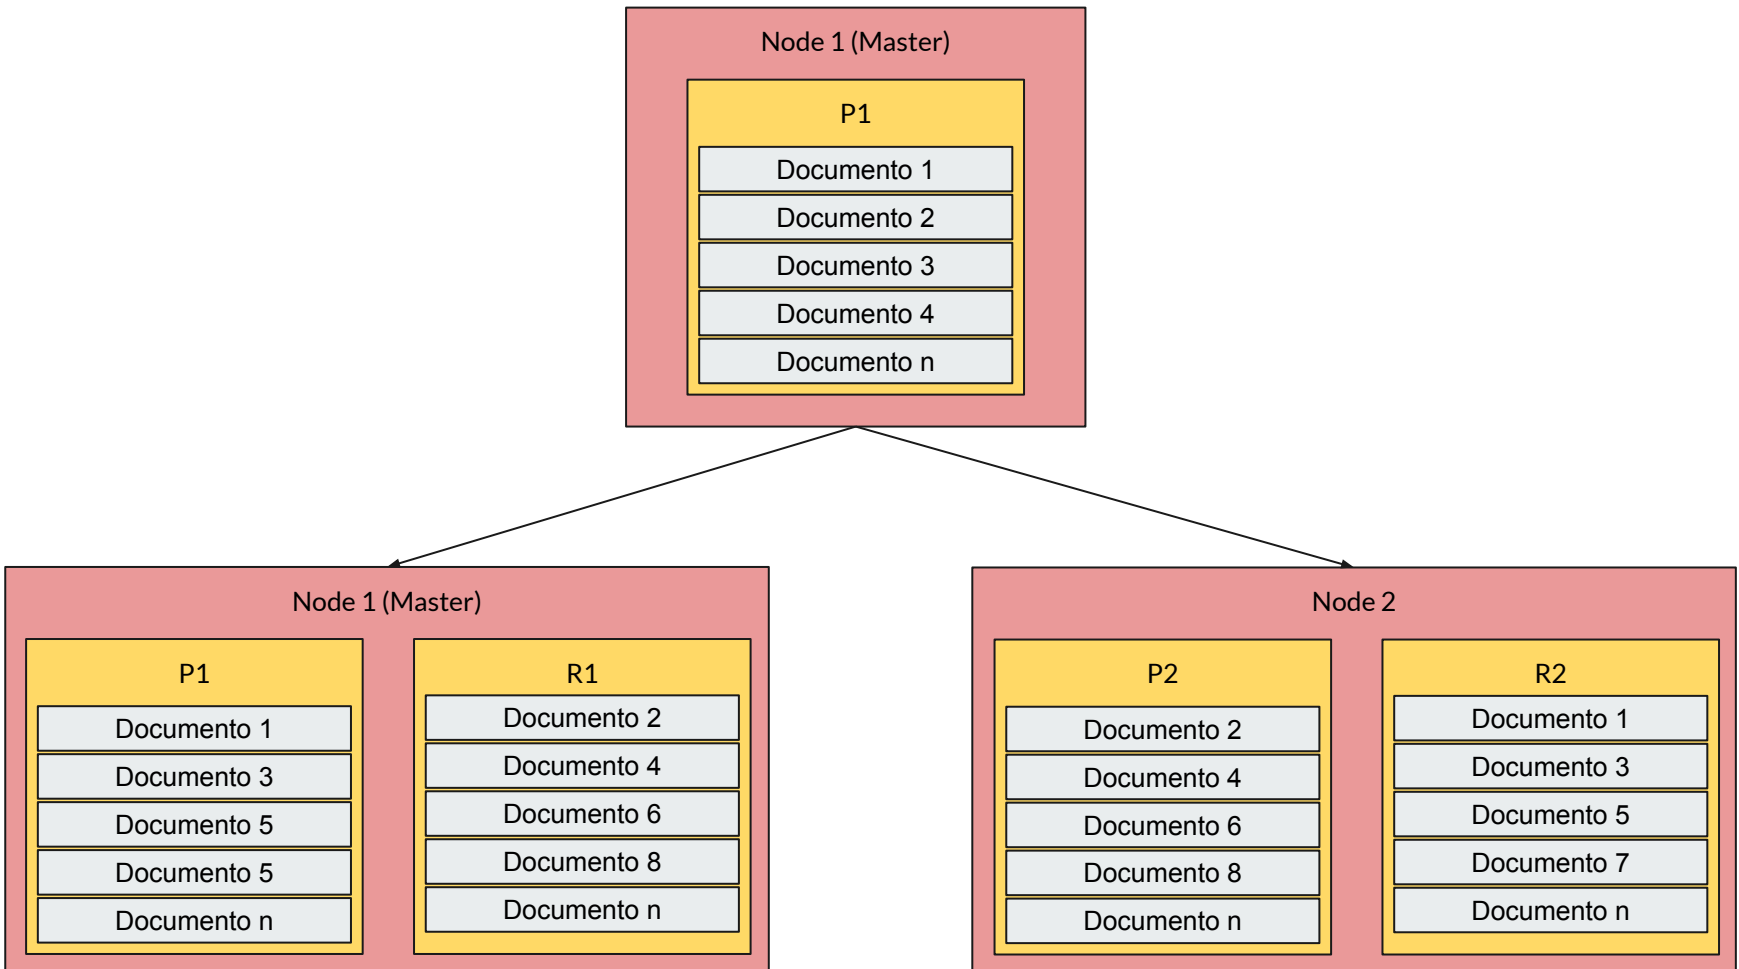 Node 1 (Master)
P1
Documento 1
Documento 2
Documento 3
Documento 4
Documento n
Node 1 (Master)
P1
Documento 1
Documento 3
Documento 5
Documento 5
Documento n
R1
Documento 2
Documento 4
Documento 6
Documento 8
Documento n
Node 2
P2
Documento 2
Documento 4
Documento 6
Documento 8
Documento n
R2
Documento 1
Documento 3
Documento 5
Documento 7
Documento n